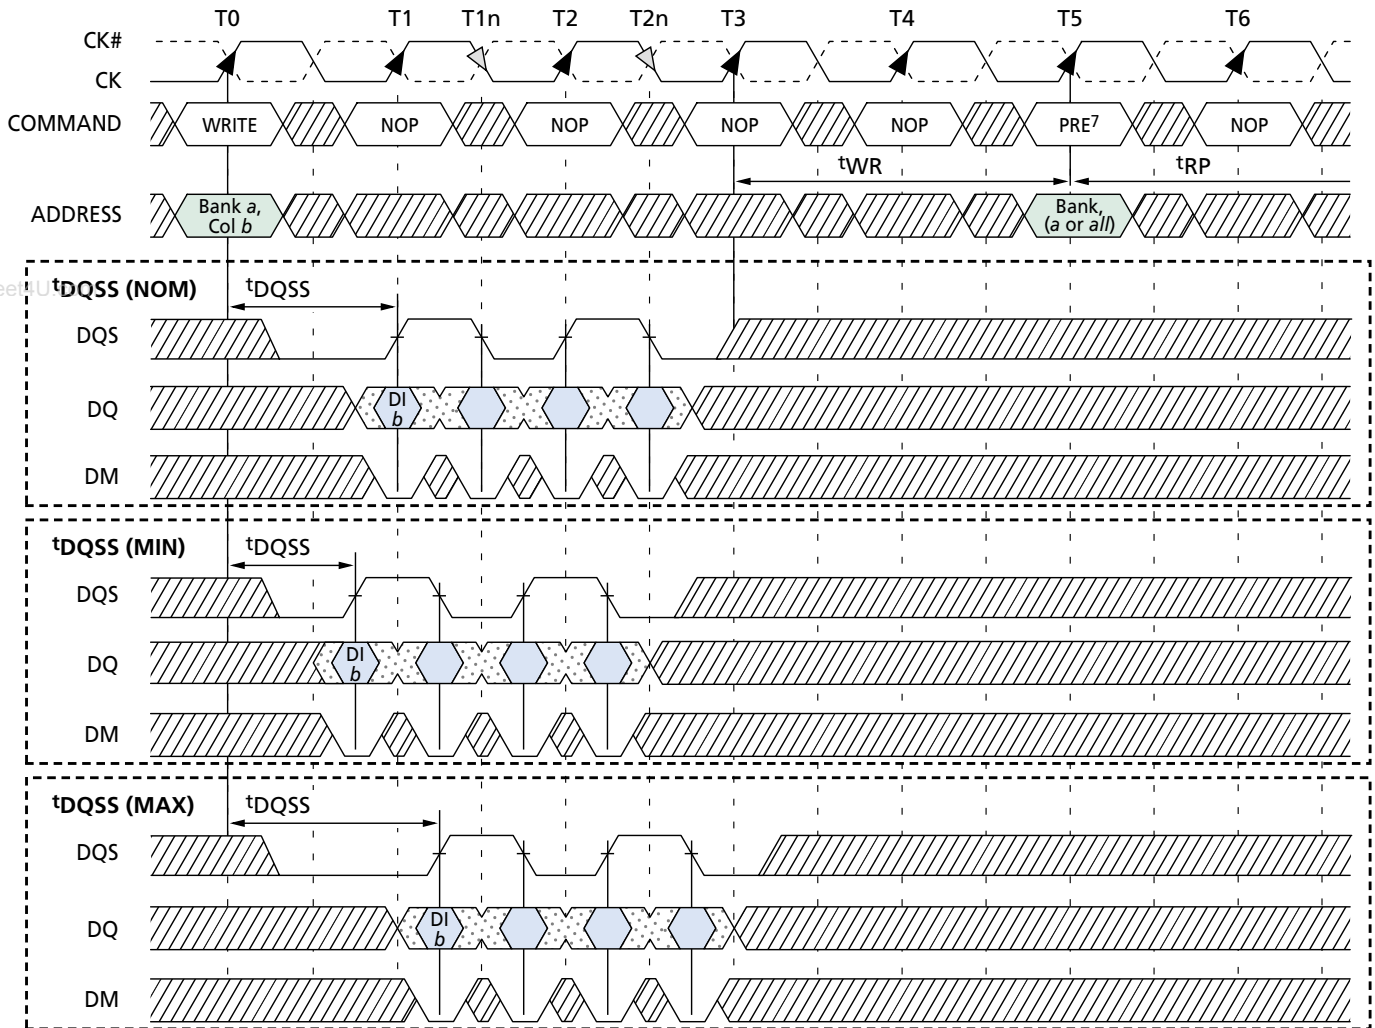 T0 T1 T1n T2 T2n T3 T4 T5 T6
CK#
CK
COMMAND WRITE NOP NOP NOP NOP PRE7 NOP
tWR tRP
ADDRESS Bank a, Col b Bank, (a or all)
eet4U.com
tDQSS (NOM) tDQSS
DQS
DQ DI b
DM
tDQSS (MIN) tDQSS
DQS
DQ DI b
DM
tDQSS (MAX) tDQSS
DQS
DQ DI b
DM